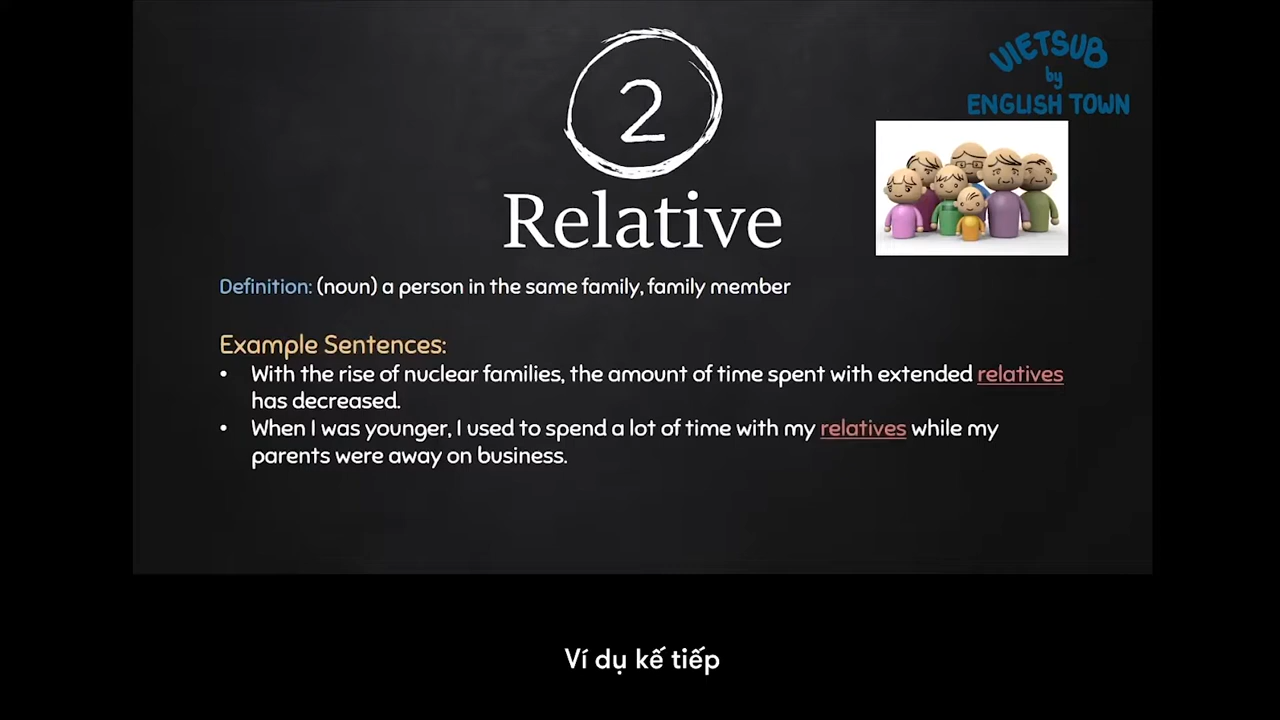 VIETSUB
by
ENGLISH TOWN
2
Relative
Definition: (noun) a person in the same family, family member
Example Sentences:
• With the rise of nuclear families, the amount of time spent with extended relatives
has decreased.
• When I was younger, I used to spend a lot of time with my relatives while my
parents were away on business.
Ví dụ kế tiếp